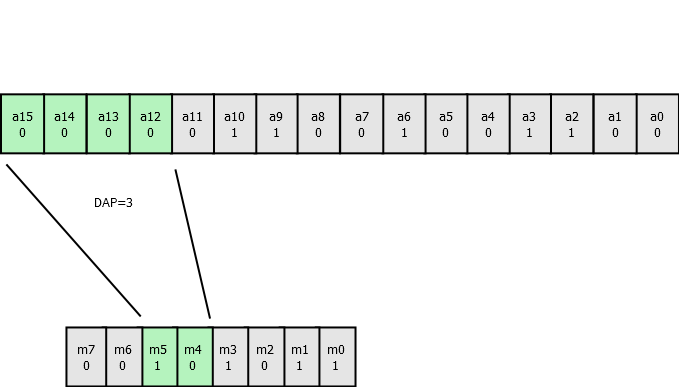 a15 a14 a13 a12 a11 a10 a9 a8 a7 a6 a5 a4 a3 a2 a1 a0
0 0 0 0 0 1 1 0 0 1 0 0 1 1 0 0
DAP=3
m7 m6 m5 m4 m3 m2 m1 m0
0 0 1 0 1 0 1 1